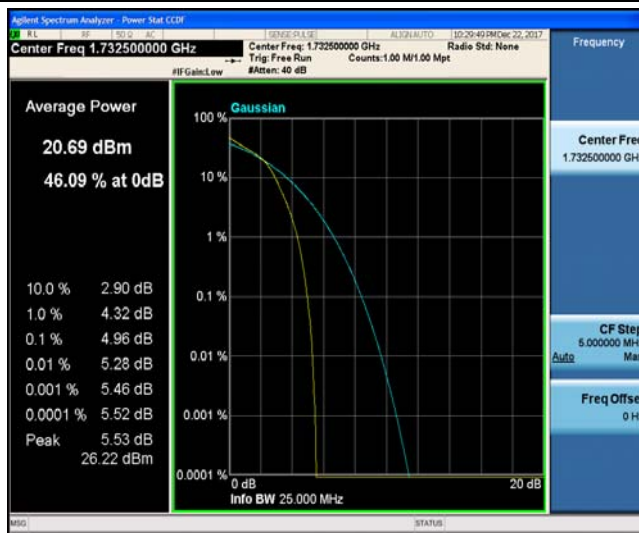 Agilent Spectrum Analyzer - Power Stat CCDF
RL RF 50 Ω AC SENSE:PULSE ALIGNAUTO 10:29:49 PM Dec 22, 2017
Center Freq 1.732500000 GHz
Center Freq: 1.732500000 GHz Radio Std: None
Trig: Free Run Counts:1.00 M/1.00 Mpt
#IFGain:Low #Atten: 40 dB
Frequency
Average Power
20.69 dBm
46.09 % at 0dB
10.0 % 2.90 dB
1.0 % 4.32 dB
0.1 % 4.96 dB
0.01 % 5.28 dB
0.001 % 5.46 dB
0.0001 % 5.52 dB
Peak 5.53 dB
26.22 dBm
Gaussian
100 %
10 %
1 %
0.1 %
0.01 %
0.001 %
0.0001 %
0 dB 20 dB
Info BW 25.000 MHz
Center Fre
1.732500000 GH
CF Step
5.000000 MH
Auto Ma
Freq Offse
0 H
MSG STATUS